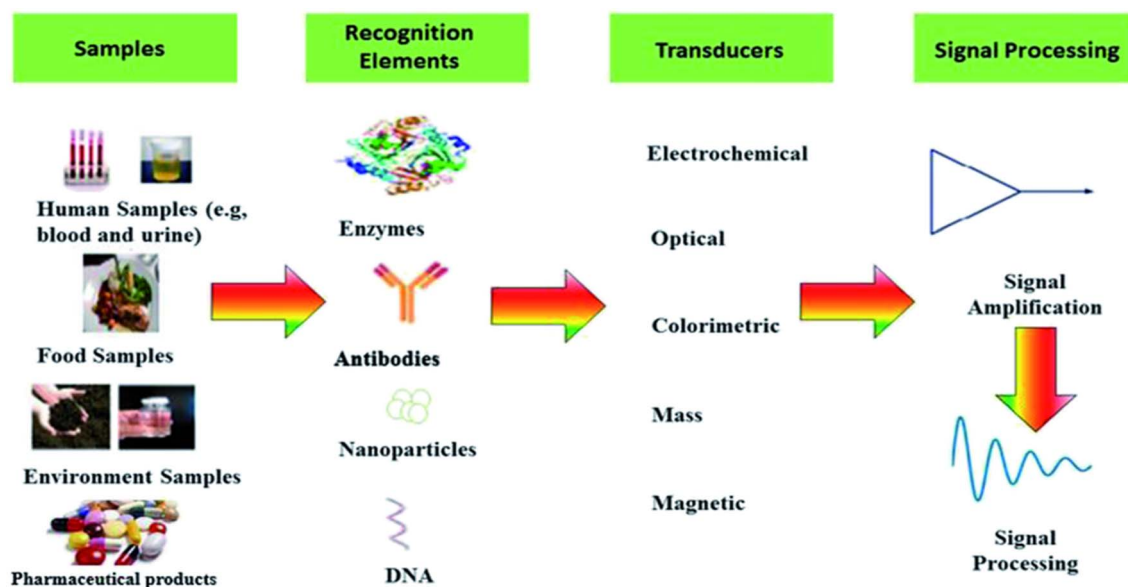 Samples
Recognition
Elements
Transducers
Signal Processing
Human Samples (e.g,
blood and urine)
Food Samples
Environment Samples
Pharmaceutical products
Enzymes
Antibodies
Nanoparticles
DNA
Electrochemical
Optical
Colorimetric
Mass
Magnetic
Signal
Amplification
Signal
Processing